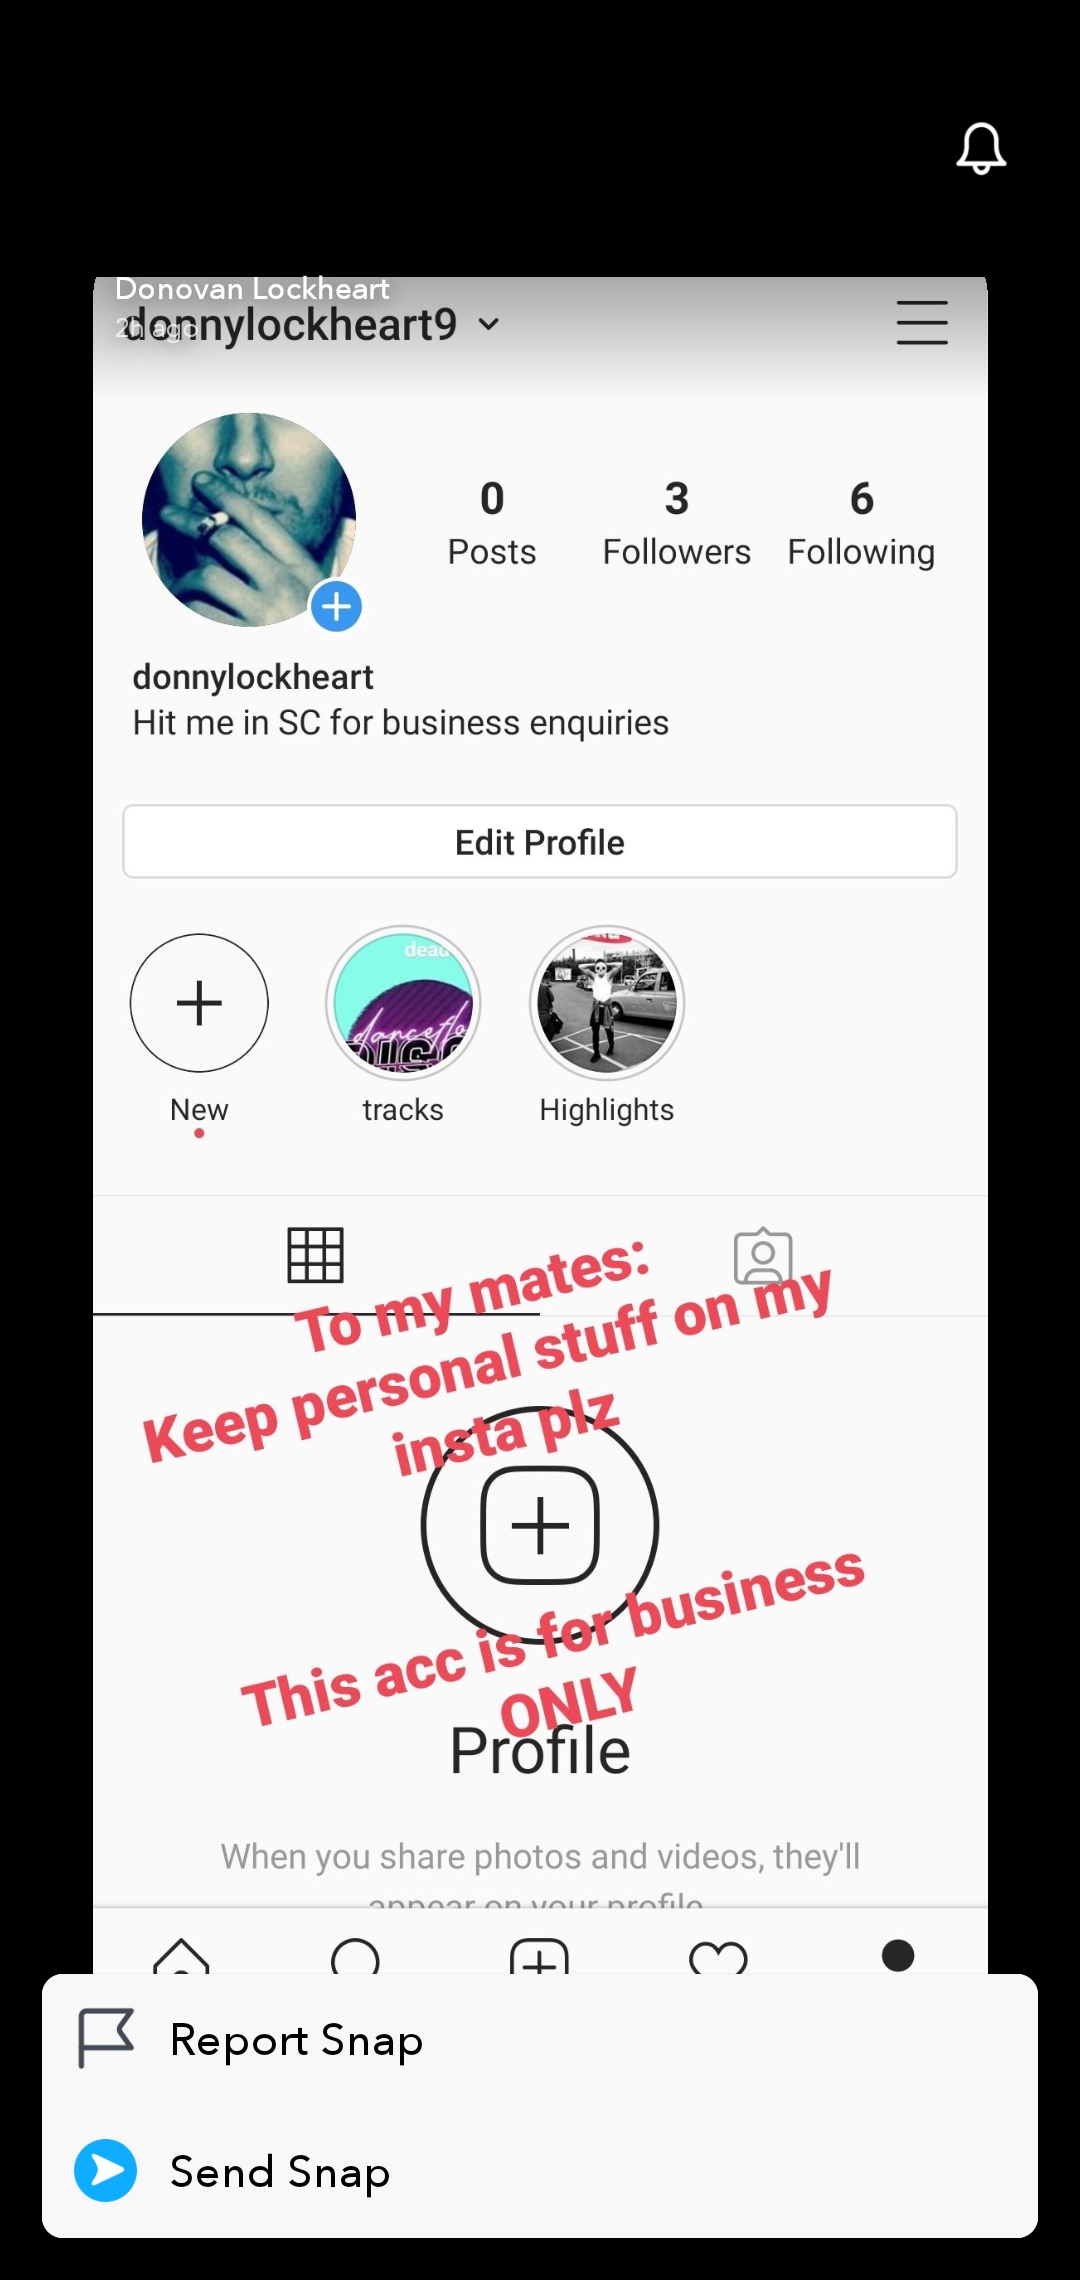 Donovan Lockheart
2h ago
donnylockheart9
0
Posts
3
Followers
6
Following
donnylockheart
Hit me in SC for business enquiries
Edit Profile
dead
danceflo
DISC
New
tracks
Highlights
To my mates:
Keep personal stuff on my
insta plz
This acc is for business
ONLY
Profile
When you share photos and videos, they'll
appear on your profile.
Report Snap
Send Snap